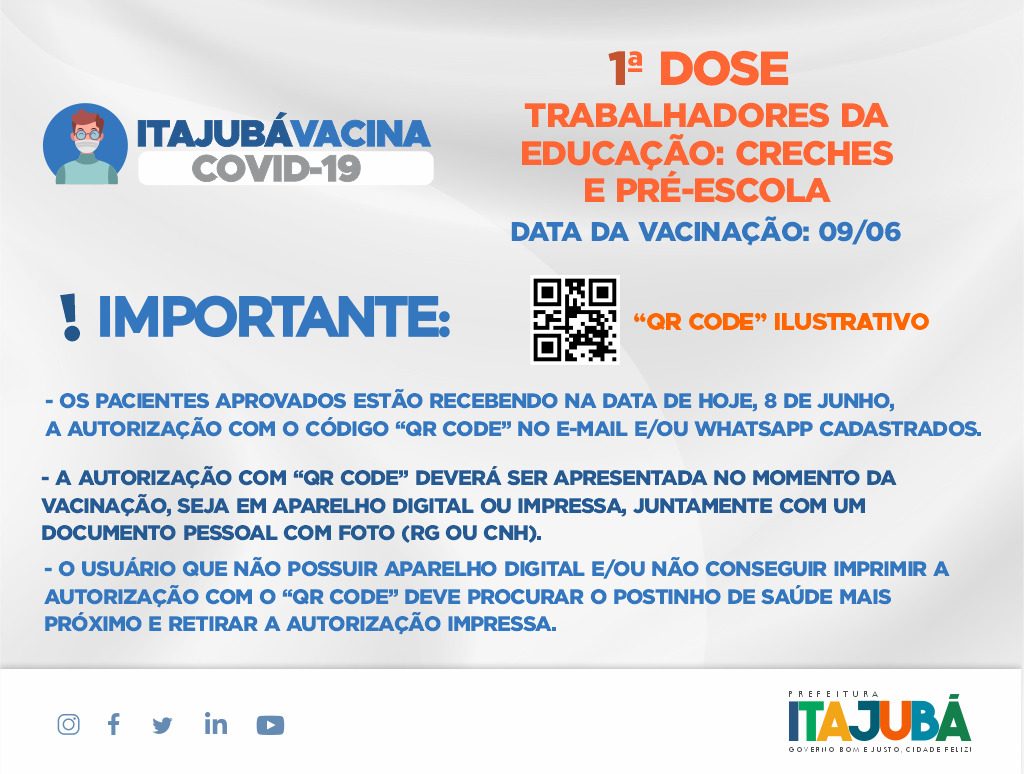 ITAJUBÁVACINA
COVID-19
1ª DOSE
TRABALHADORES DA
EDUCAÇÃO: CRECHES
E PRÉ-ESCOLA
DATA DA VACINAÇÃO: 09/06
! IMPORTANTE:
“QR CODE” ILUSTRATIVO
- OS PACIENTES APROVADOS ESTÃO RECEBENDO NA DATA DE HOJE, 8 DE JUNHO,
A AUTORIZAÇÃO COM O CÓDIGO “QR CODE” NO E-MAIL E/OU WHATSAPP CADASTRADOS.
- A AUTORIZAÇÃO COM “QR CODE” DEVERÁ SER APRESENTADA NO MOMENTO DA
VACINAÇÃO, SEJA EM APARELHO DIGITAL OU IMPRESSA, JUNTAMENTE COM UM
DOCUMENTO PESSOAL COM FOTO (RG OU CNH).
- O USUÁRIO QUE NÃO POSSUIR APARELHO DIGITAL E/OU NÃO CONSEGUIR IMPRIMIR A
AUTORIZAÇÃO COM O “QR CODE” DEVE PROCURAR O POSTINHO DE SAÚDE MAIS
PRÓXIMO E RETIRAR A AUTORIZAÇÃO IMPRESSA.
PREFEITURA
ITAJUBÁ
GOVERNO BOM E JUSTO, CIDADE FELIZ!